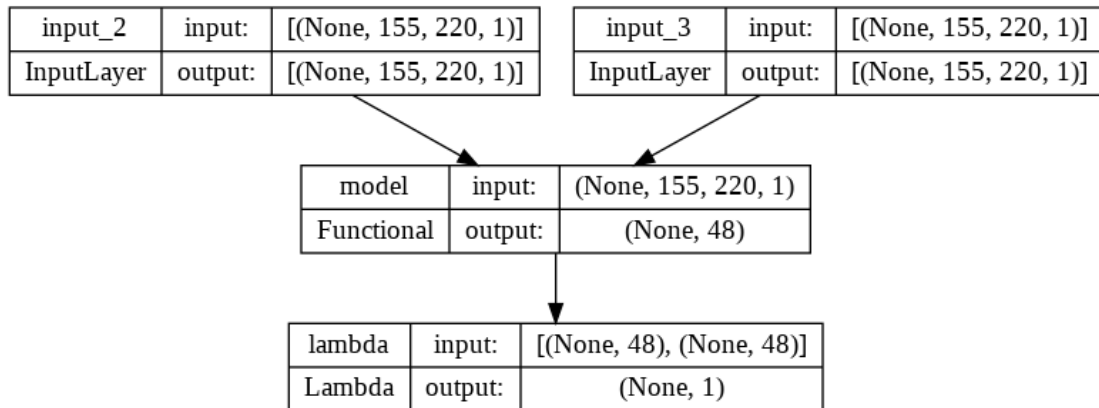 input_2 input: [(None, 155, 220, 1)]
InputLayer output: [(None, 155, 220, 1)]
input_3 input: [(None, 155, 220, 1)]
InputLayer output: [(None, 155, 220, 1)]
model input: (None, 155, 220, 1)
Functional output: (None, 48)
lambda input: [(None, 48), (None, 48)]
Lambda output: (None, 1)